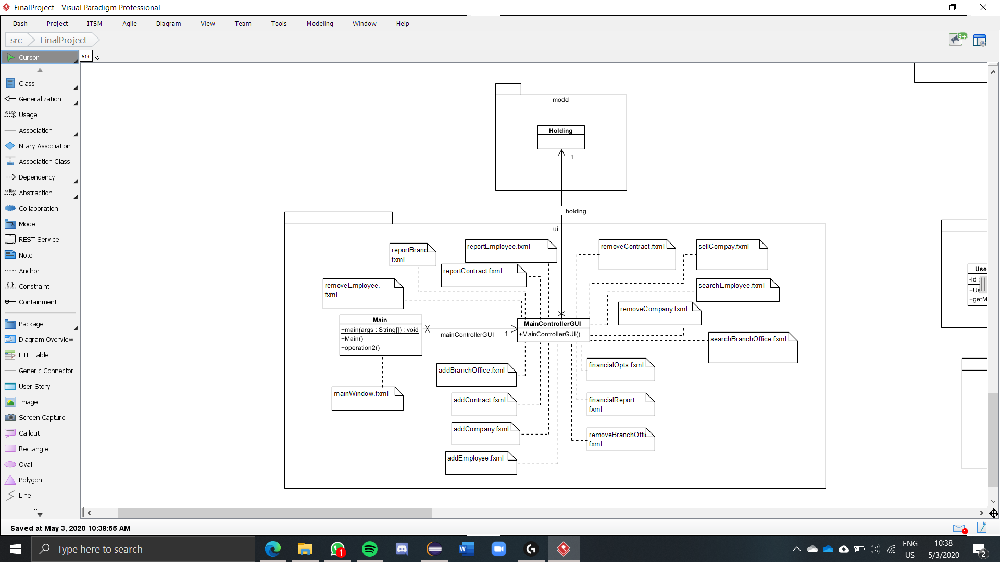 FinalProject - Visual Paradigm Professional
Dash Project ITSM Agile Diagram View Team Tools Modeling Window Help
src FinalProject
9+
Cursor
src
Class
Generalization
«U» Usage
Association
N-ary Association
Association Class
Dependency
«a» Abstraction
Collaboration
Model
REST Service
Note
Anchor
{.} Constraint
Containment
Package
Diagram Overview
ETL Table
Generic Connector
User Story
Image
Screen Capture
Callout
Rectangle
Oval
Polygon
Line
model
Holding
1
holding
ui
reportBranc
fxml
reportEmployee.fxml
reportContract.fxml
removeContract.fxml
sellCompay.fxml
removeEmployee.
fxml
searchEmployee.fxml
removeCompany.fxml
Main
+main(args : String[]) : void
+Main()
+operation2()
mainControllerGUI
1
MainControllerGUI
+MainControllerGUI()
searchBranchOffice.fxml
mainWindow.fxml
addBranchOffice.fxml
addContract.fxml
addCompany.fxml
addEmployee.fxml
financialOpts.fxml
financialReport.
fxml
removeBranchOffi
fxml
Use
-id :
+Us
+getM
Saved at May 3, 2020 10:38:55 AM
1
Type here to search
1
ENG
US
10:38
5/3/2020
2